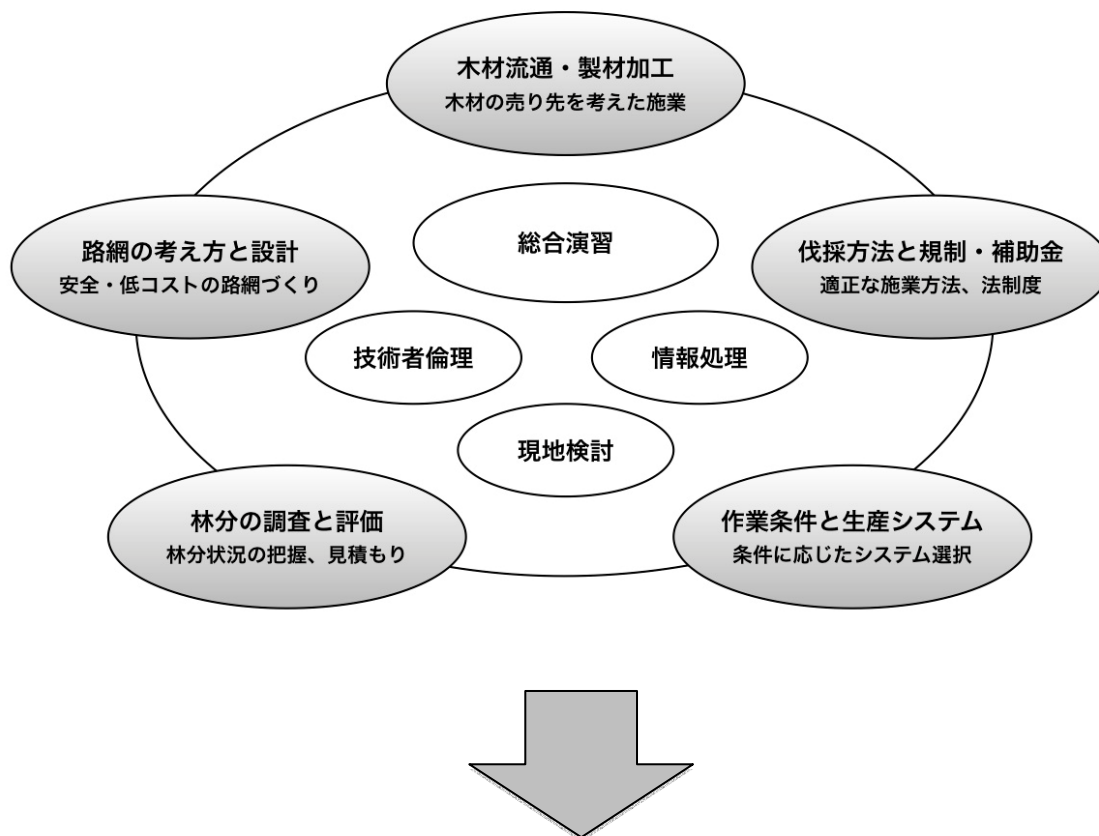 木材流通・製材加工
木材の売り先を考えた施業
総合演習
路網の考え方と設計
安全・低コストの路網づくり
伐採方法と規制・補助金
適正な施業方法、法制度
技術者倫理
情報処理
現地検討
林分の調査と評価
林分状況の把握、見積もり
作業条件と生産システム
条件に応じたシステム選択